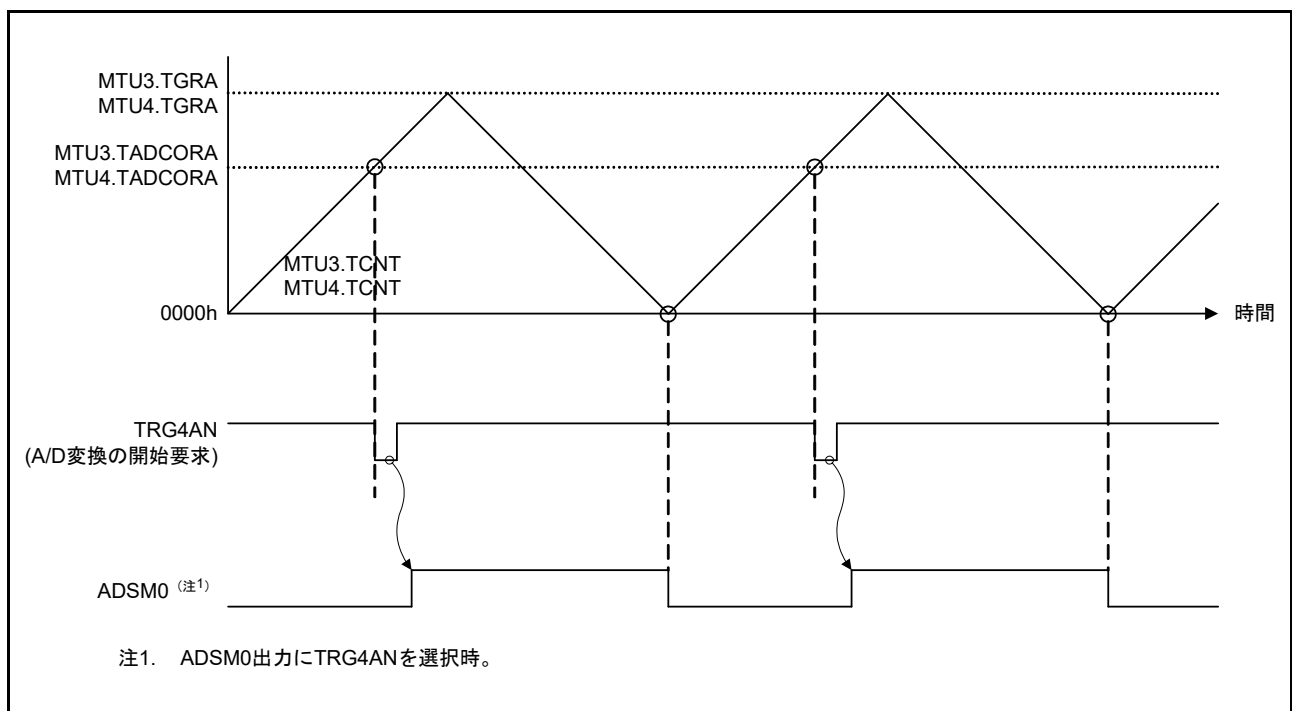 MTU3.TGRA
MTU4.TGRA
MTU3.TADCORA
MTU4.TADCORA
MTU3.TCNT
MTU4.TCNT
0000h
時間
TRG4AN
(A/D変換の開始要求)
ADSM0（注1）
注1. ADSM0出力にTRG4ANを選択時。